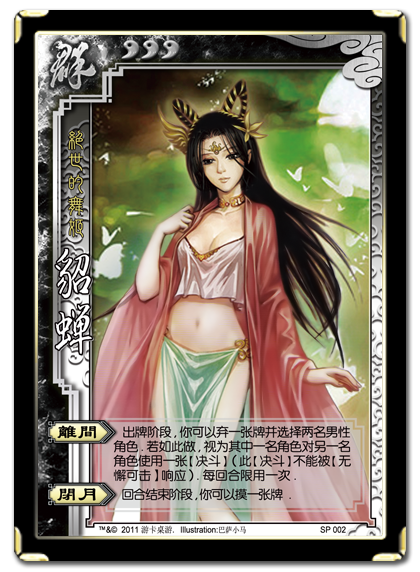 群
絕世的舞姬
貂蟬
離間
出牌阶段，你可以弃一张牌并选择两名男性
角色．若如此做，视为其中一名角色对另一名
角色使用一张【决斗】（此【决斗】不能被【无
懈可击】响应）．每回合限用一次．
閉月
回合结束阶段，你可以摸一张牌．
™&© 2011 游卡桌游. Illustration:巴萨小马
SP 002